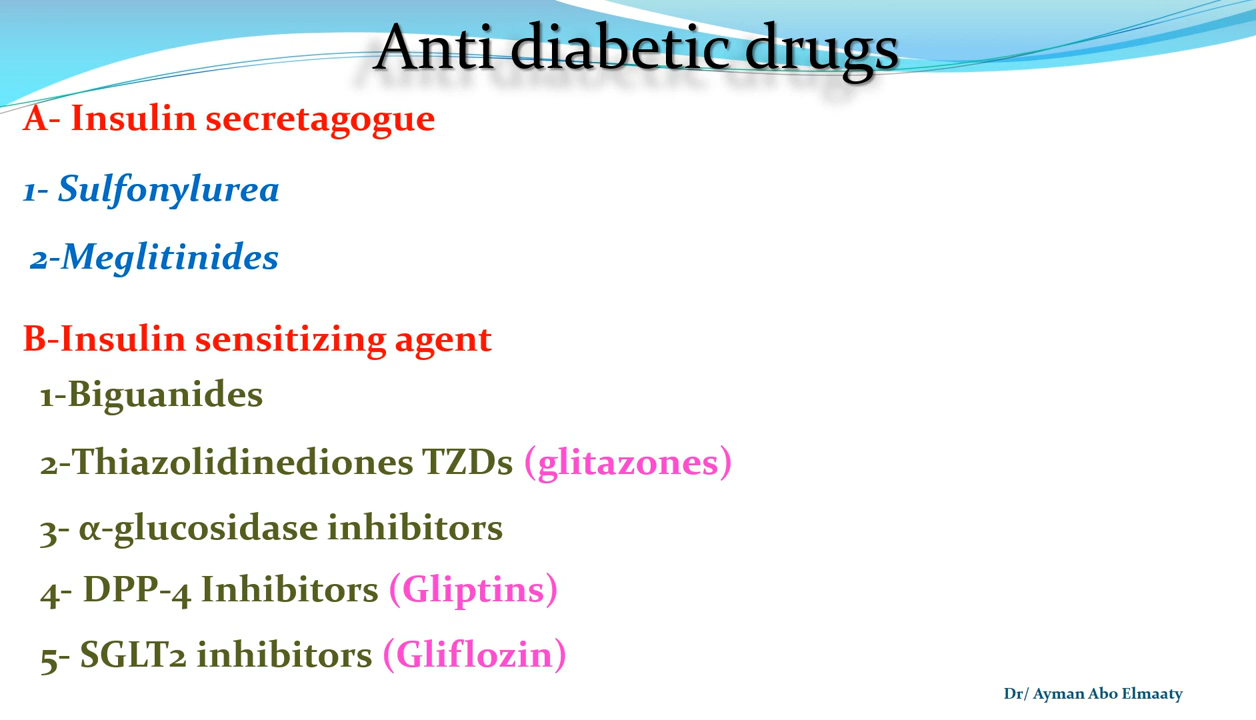 Anti diabetic drugs
A- Insulin secretagogue
1- Sulfonylurea
2-Meglitinides
B-Insulin sensitizing agent
1-Biguanides
2-Thiazolidinediones TZDs (glitazones)
3- α-glucosidase inhibitors
4- DPP-4 Inhibitors (Gliptins)
5- SGLT2 inhibitors (Gliflozin)
Dr/ Ayman Abo Elmaaty